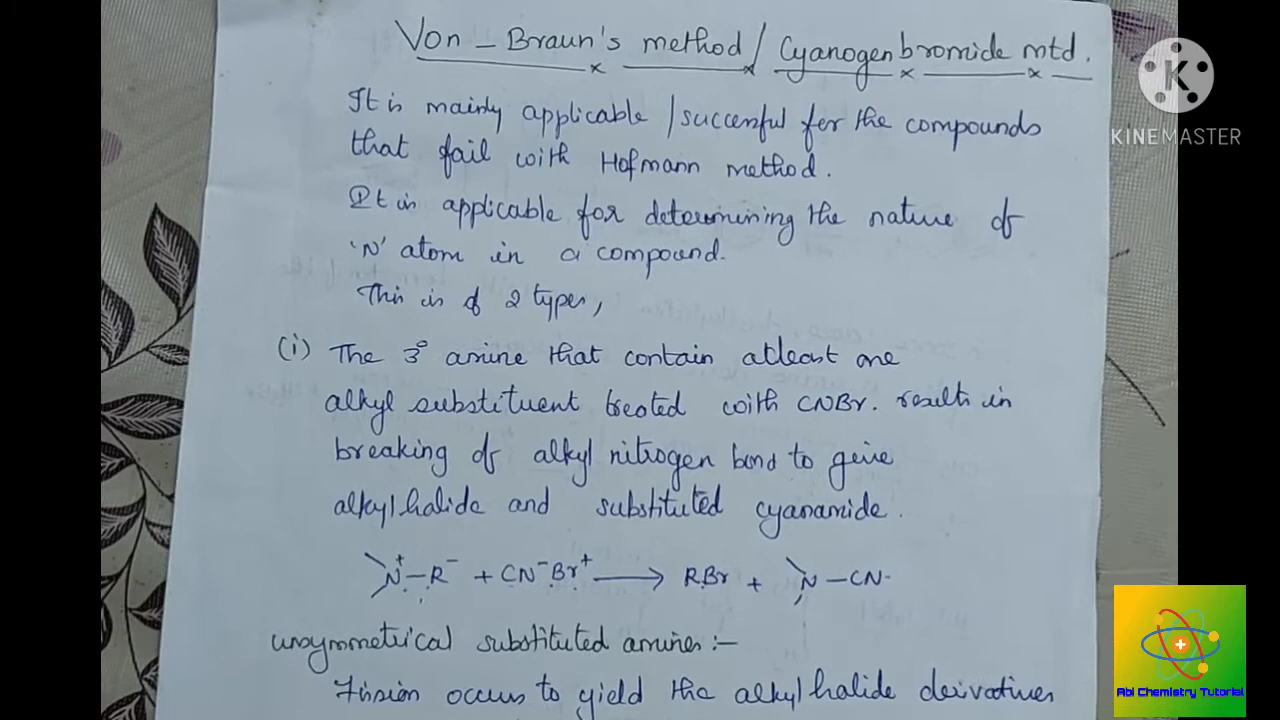 Von - Braun's method / Cyanogenbromide mtd.
KINEMASTER
It is mainly applicable / successful for the compounds
that fail with Hofmann method.
It is applicable for determining the nature of
'N' atom in a compound.
This is of 2 types,
(i) The 3° amine that contain atleast one
alkyl substituent treated with CNBr. results in
breaking of alkyl nitrogen bond to give
alkyl halide and substituted cyanamide.
N⁺ - R⁻ + CN⁻Br⁺ → RBr + N - CN.
unsymmetrical substituted amines :-
Fission occurs to yield the alkyl halide derivatives
Abi Chemistry Tutorial